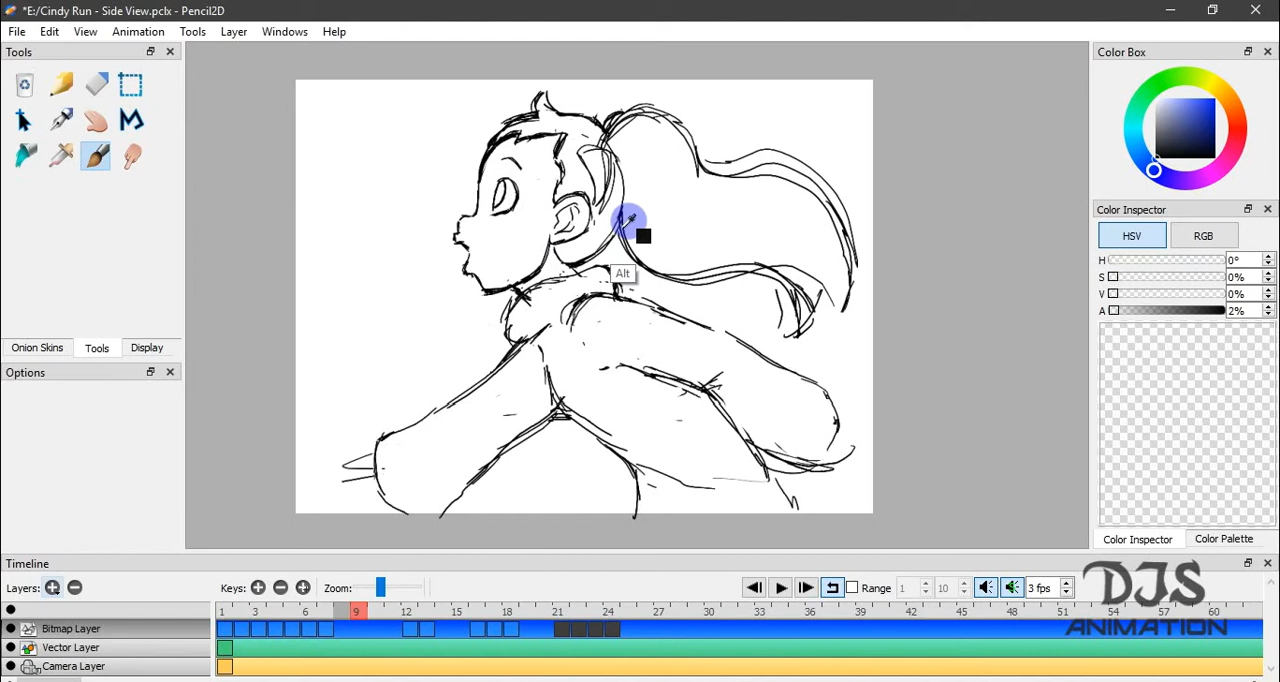 *E:/Cindy Run - Side View.pclx - Pencil2D
File Edit View Animation Tools Layer Windows Help
Tools
Color Box
Alt
Color Inspector
HSV RGB
H 0°
S 0%
V 0%
A 2%
Onion Skins Tools Display
Options
Color Inspector Color Palette
Timeline
Layers: Keys: Zoom: Range 1 10 3 fps
1 3 6 9 12 15 18 21 24 27 30 33 36 39 42 45 48 51 54 57 60
Bitmap Layer
Vector Layer
Camera Layer
DJS
ANIMATION